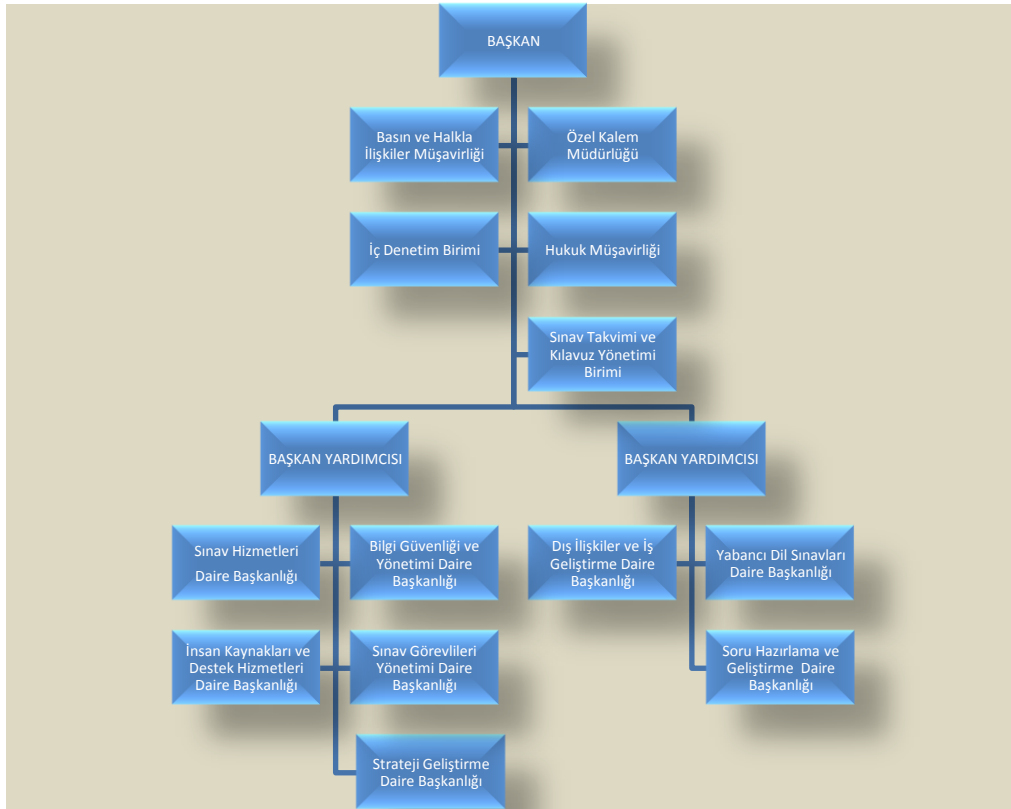 BAŞKAN
Basın ve Halkla
İlişkiler Müşavirliği
Özel Kalem
Müdürlüğü
İç Denetim Birimi
Hukuk Müşavirliği
Sınav Takvimi ve
Kılavuz Yönetimi
Birimi
BAŞKAN YARDIMCISI
BAŞKAN YARDIMCISI
Sınav Hizmetleri
Daire Başkanlığı
Bilgi Güvenliği ve
Yönetimi Daire
Başkanlığı
Dış İlişkiler ve İş
Geliştirme Daire
Başkanlığı
Yabancı Dil Sınavları
Daire Başkanlığı
İnsan Kaynakları ve
Destek Hizmetleri
Daire Başkanlığı
Sınav Görevlileri
Yönetimi Daire
Başkanlığı
Soru Hazırlama ve
Geliştirme Daire
Başkanlığı
Strateji Geliştirme
Daire Başkanlığı